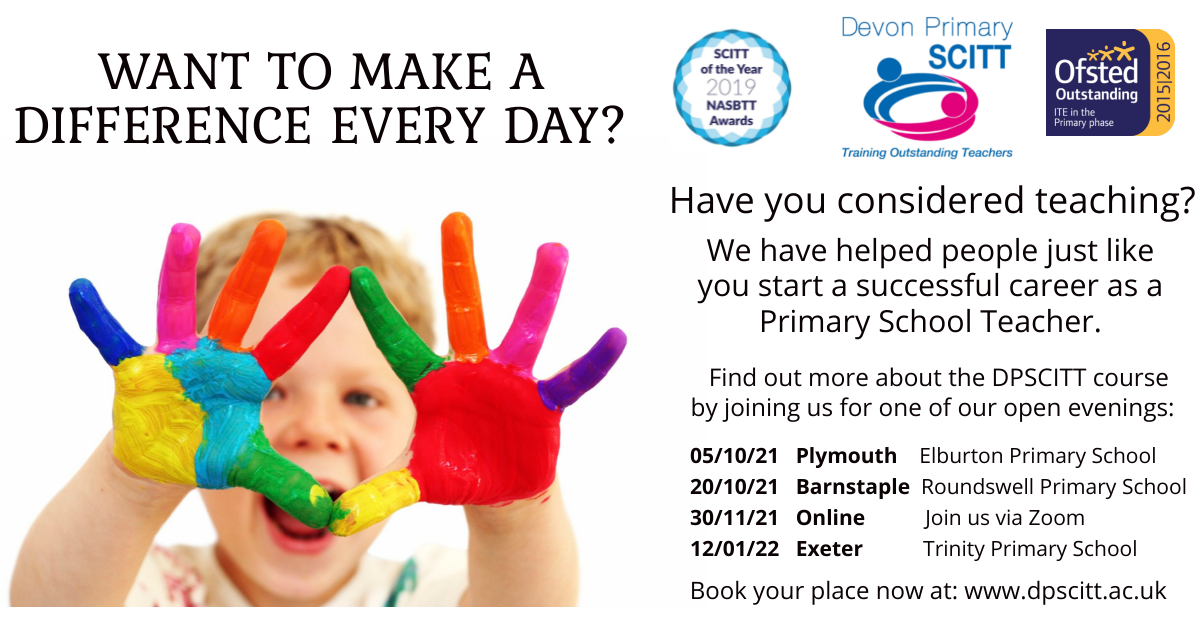 WANT TO MAKE A
DIFFERENCE EVERY DAY?
SCITT
of the Year
2019
NASBTT
Awards
Devon Primary
SCITT
Training Outstanding Teachers
Ofsted
Outstanding
ITE in the
Primary phase
2015|2016
Have you considered teaching?
We have helped people just like
you start a successful career as a
Primary School Teacher.
Find out more about the DPSCITT course
by joining us for one of our open evenings:
05/10/21 Plymouth Elburton Primary School
20/10/21 Barnstaple Roundswell Primary School
30/11/21 Online Join us via Zoom
12/01/22 Exeter Trinity Primary School
Book your place now at: www.dpscitt.ac.uk